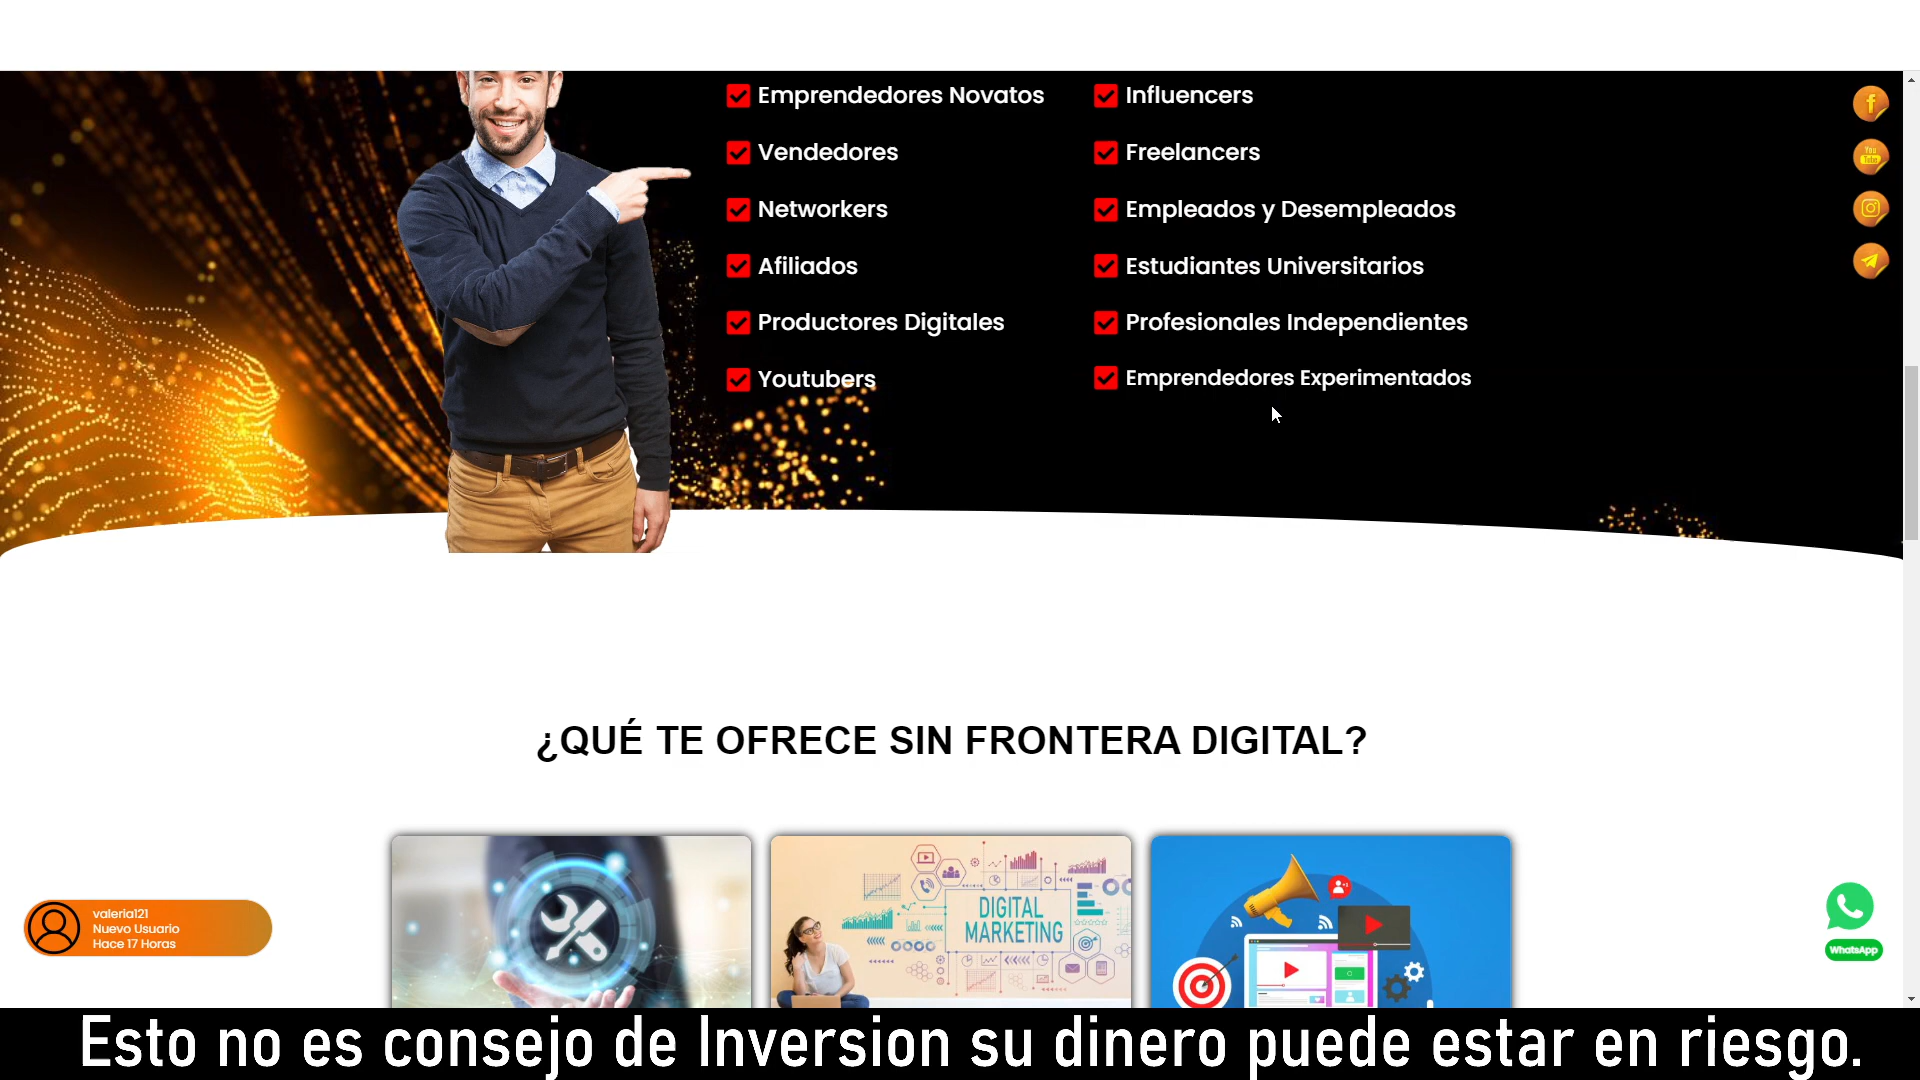 Emprendedores Novatos
Influencers
Vendedores
Freelancers
Networkers
Empleados y Desempleados
Afiliados
Estudiantes Universitarios
Productores Digitales
Profesionales Independientes
Youtubers
Emprendedores Experimentados
You
Tube
¿QUÉ TE OFRECE SIN FRONTERA DIGITAL?
DIGITAL
MARKETING
valeria121
Nuevo Usuario
Hace 17 Horas
WhatsApp
Esto no es consejo de Inversion su dinero puede estar en riesgo.